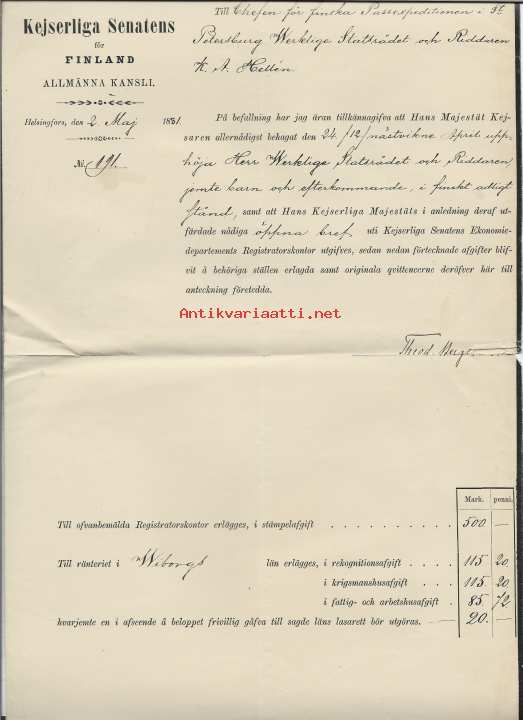 Kejserliga Senatens
för
FINLAND
ALLMÄNNA KANSLI.
Helsingfors, den 2. Maj 1881.
No. 191.
Till Chefen för finska Passexpeditionen i St.
Petersburg Werklige Statsrådet och Riddaren
K. A. Hellén
På befallning har jag äran tillkännagifva att Hans Majestät Kej-
saren allernådigst behagat den 24/12/nästvikne April upp-
höja Herr Werklige Statsrådet och Riddaren
jemte barn och efterkommande, i finskt adligt
stånd, samt att Hans Kejserliga Majestäts i anledning deraf ut-
färdade nådiga öppna bref uti Kejserliga Senatens Ekonomie-
departements Registratorskontor utgifves, sedan nedan förtecknade afgifter blif-
vit å behöriga ställen erlagda samt originala qvittencerne deröfver här till
anteckning företedda.
Antikvariaatti.net
Theod.
Mark. penni.
Till ofvanbemälda Registratorskontor erlägges, i stämpelafgift . . . . . . . . . . 500 —
Till ränteriet i Wiborgs län erlägges, i rekognitionsafgift . . . . 115 20
i krigsmanshusafgift . . . . 115. 20
i fattig- och arbetshusafgift . 85. 72
hvarjemte en i afseende å beloppet frivillig gåfva till sagde läns lasarett bör utgöras. — 20. —